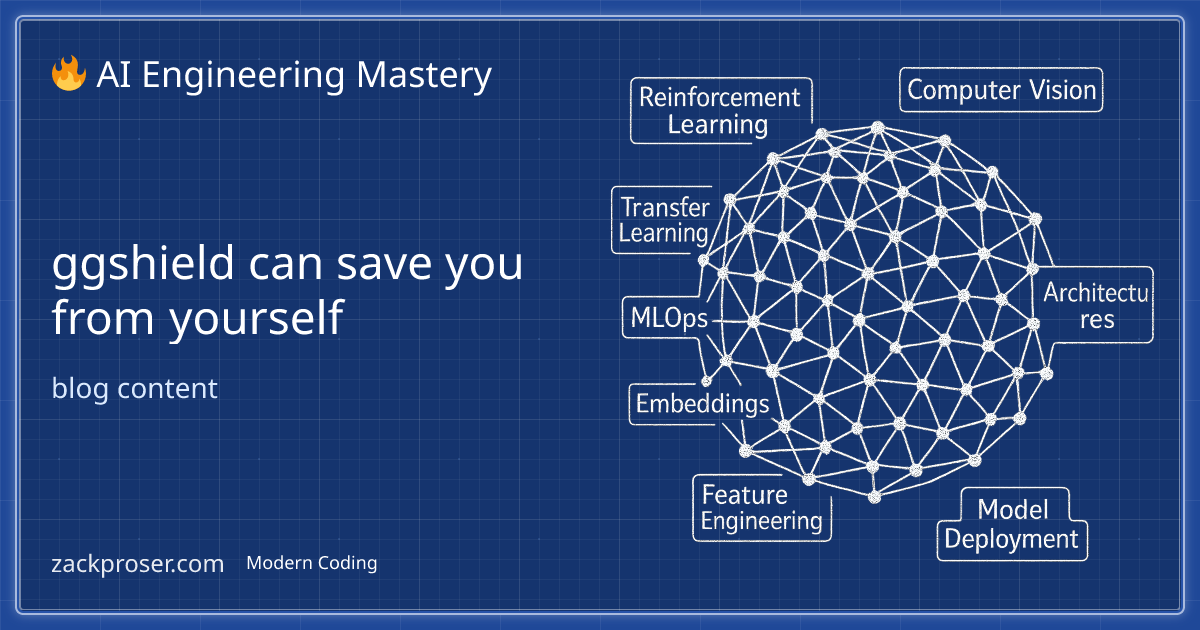 🔥 AI Engineering Mastery
ggshield can save you
from yourself
blog content
zackproser.com Modern Coding
Reinforcement
Learning
Computer Vision
Transfer
Learning
MLOps
Architectu
res
Embeddings
Feature
Engineering
Model
Deployment